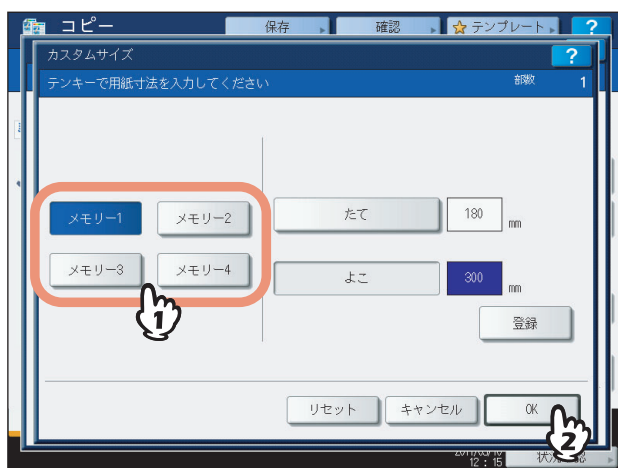 コピー 保存 確認 テンプレート ?
カスタムサイズ ?
テンキーで用紙寸法を入力してください 部数 1
メモリー1 メモリー2 たて 180 mm
メモリー3 メモリー4 よこ 300 mm
1
登録
リセット キャンセル OK
2
12:15